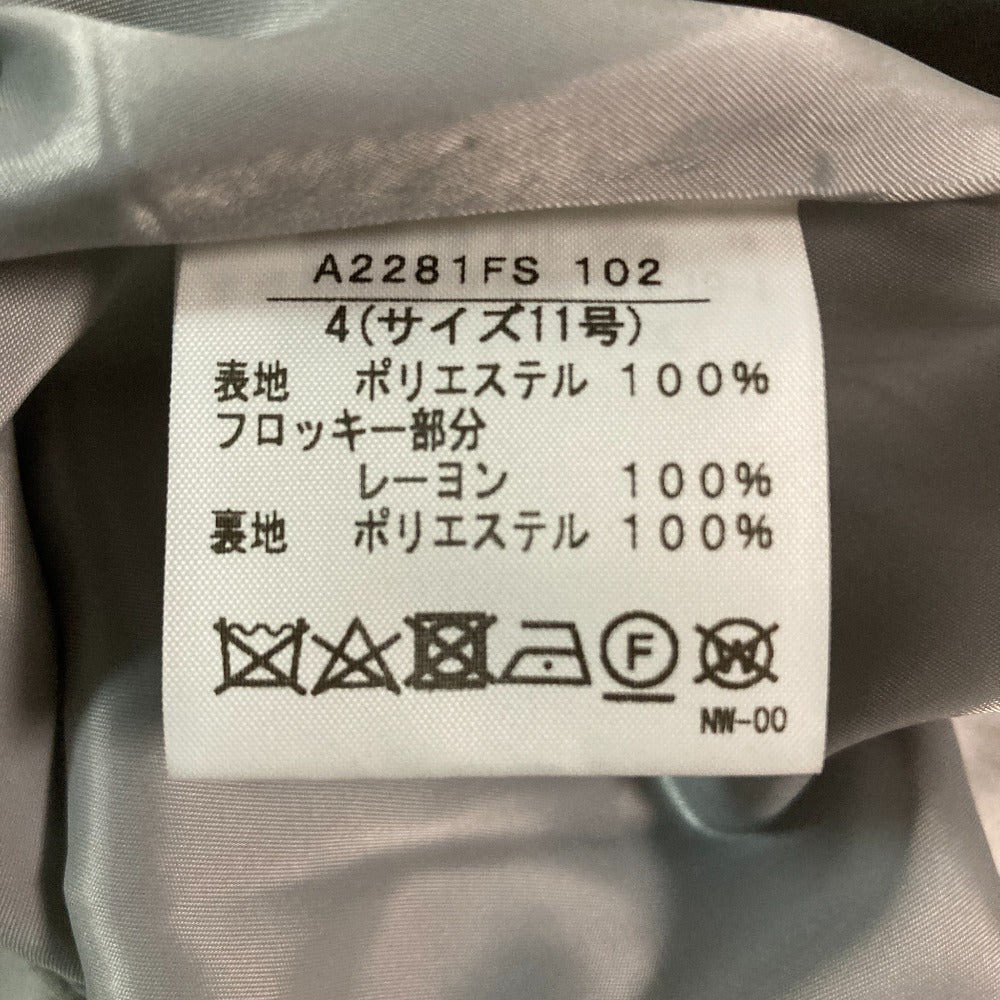 A2281FS 102
4(サイズ11号)
表地 ポリエステル 100%
フロッキー部分
レーヨン 100%
裏地 ポリエステル 100%
F W
NW-00